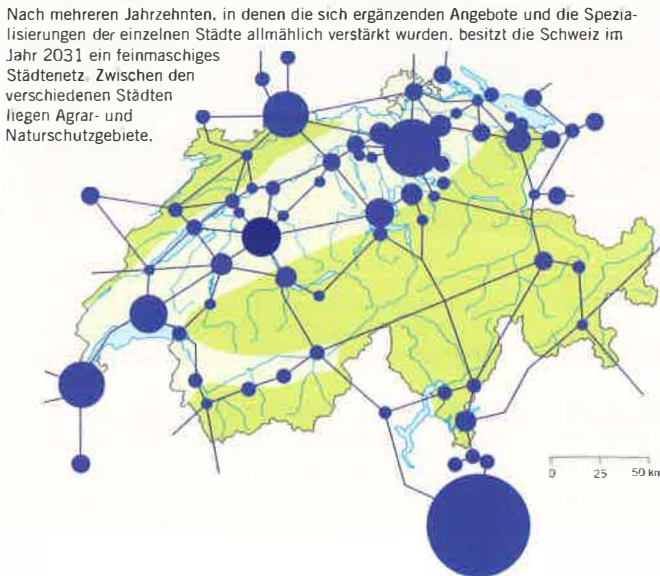 Nach mehreren Jahrzehnten, in denen die sich ergänzenden Angebote und die Spezia-
lisierungen der einzelnen Städte allmählich verstärkt wurden, besitzt die Schweiz im
Jahr 2031 ein feinmaschiges
Städtenetz. Zwischen den
verschiedenen Städten
liegen Agrar- und
Naturschutzgebiete.
0 25 50 km